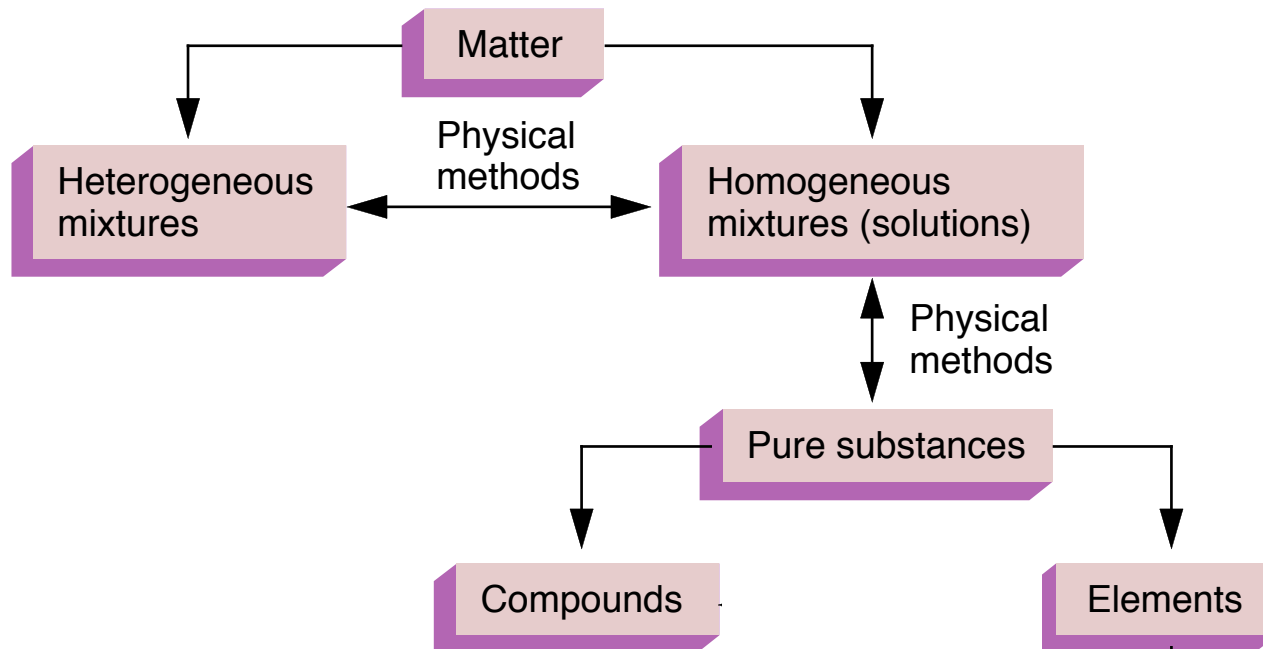 Matter
Physical
methods
Heterogeneous
mixtures
Homogeneous
mixtures (solutions)
Physical
methods
Pure substances
Compounds
Elements